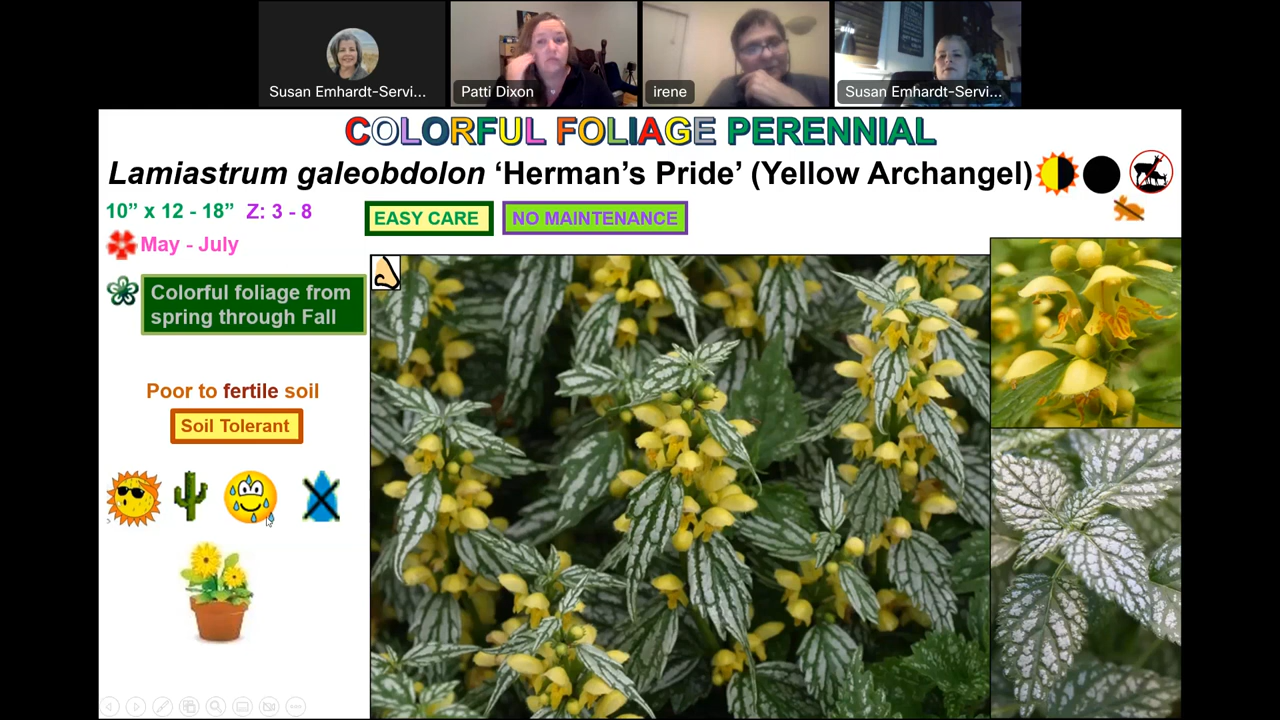 Susan Emhardt-Servi...
Patti Dixon
irene
Susan Emhardt-Servi...
COLORFUL FOLIAGE PERENNIAL
Lamiastrum galeobdolon ‘Herman’s Pride’ (Yellow Archangel)
10” x 12 - 18” Z: 3 - 8
EASY CARE
NO MAINTENANCE
May - July
Colorful foliage from
spring through Fall
Poor to fertile soil
Soil Tolerant